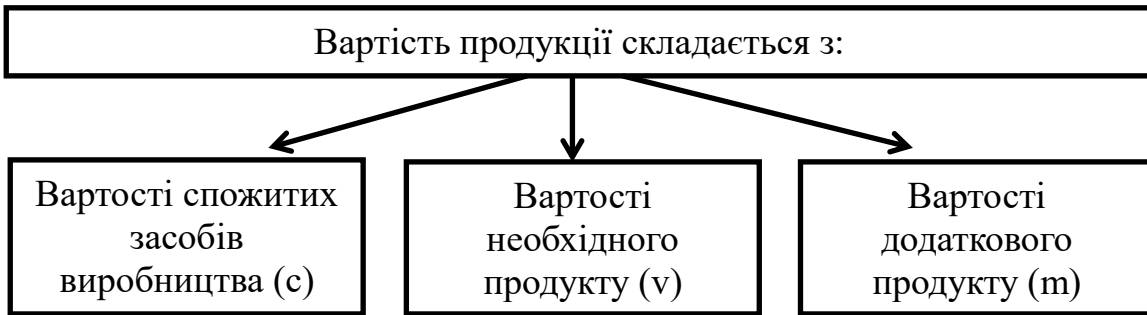 Вартість продукції складається з:
Вартості спожитих
засобів
виробництва (с)
Вартості
необхідного
продукту (v)
Вартості
додаткового
продукту (m)